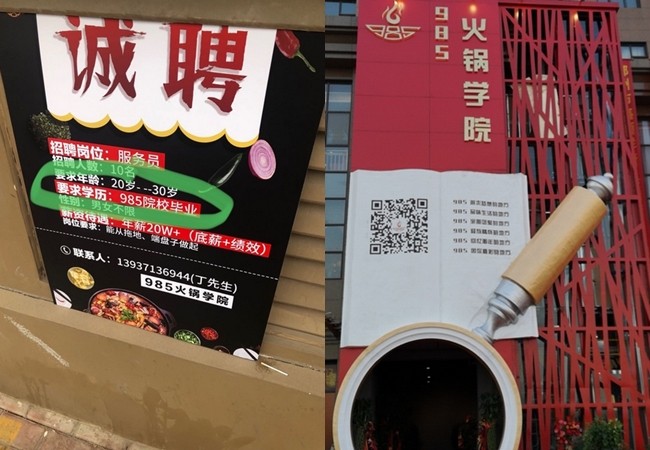 诚聘
招聘岗位：服务员
招聘人数：10名
要求年龄：20岁--30岁
要求学历：985院校毕业
性别：男女不限
薪资待遇：年薪20W+（底薪+绩效）
岗位要求：能从拖地、端盘子做起
联系人：13937136944(丁先生)
985火锅学院
985
985
火锅学院